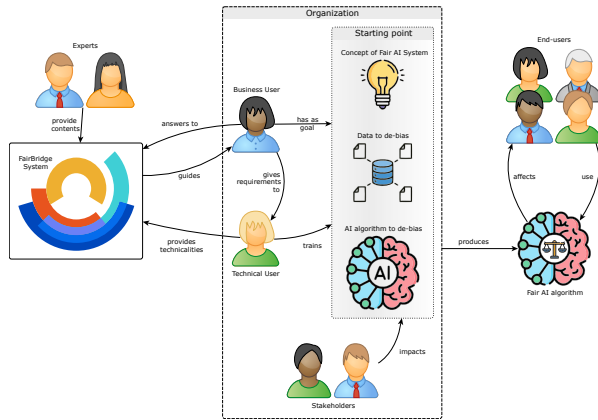 Organization
Experts
Starting point
End-users
Concept of Fair AI System
Business User
provide
contents
answers to
has as
goal
FairBridge
System
Data to de-bias
guides
gives
requirements
to
affects
use
AI algorithm to de-bias
provides
technicalities
trains
produces
AI
Technical User
Fair AI algorithm
impacts
Stakeholders